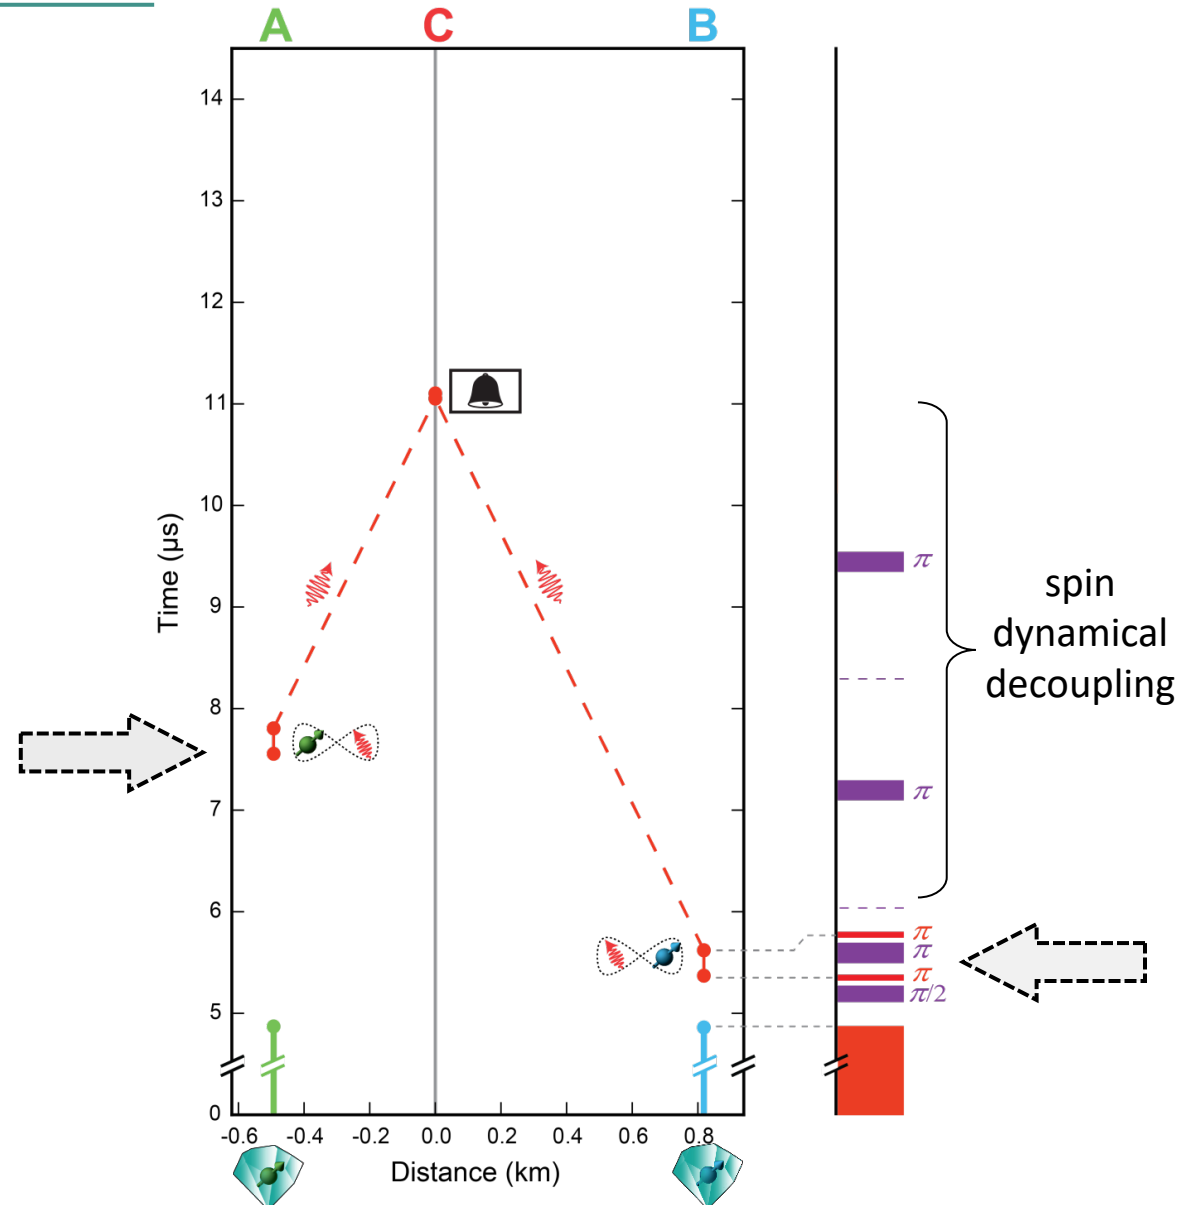 A C B
14
13
12
11
10
9
8
7
6
5
0
Time (μs)
-0.6 -0.4 -0.2 0.0 0.2 0.4 0.6 0.8
Distance (km)
π
π
π
π
π
π/2
spin
dynamical
decoupling